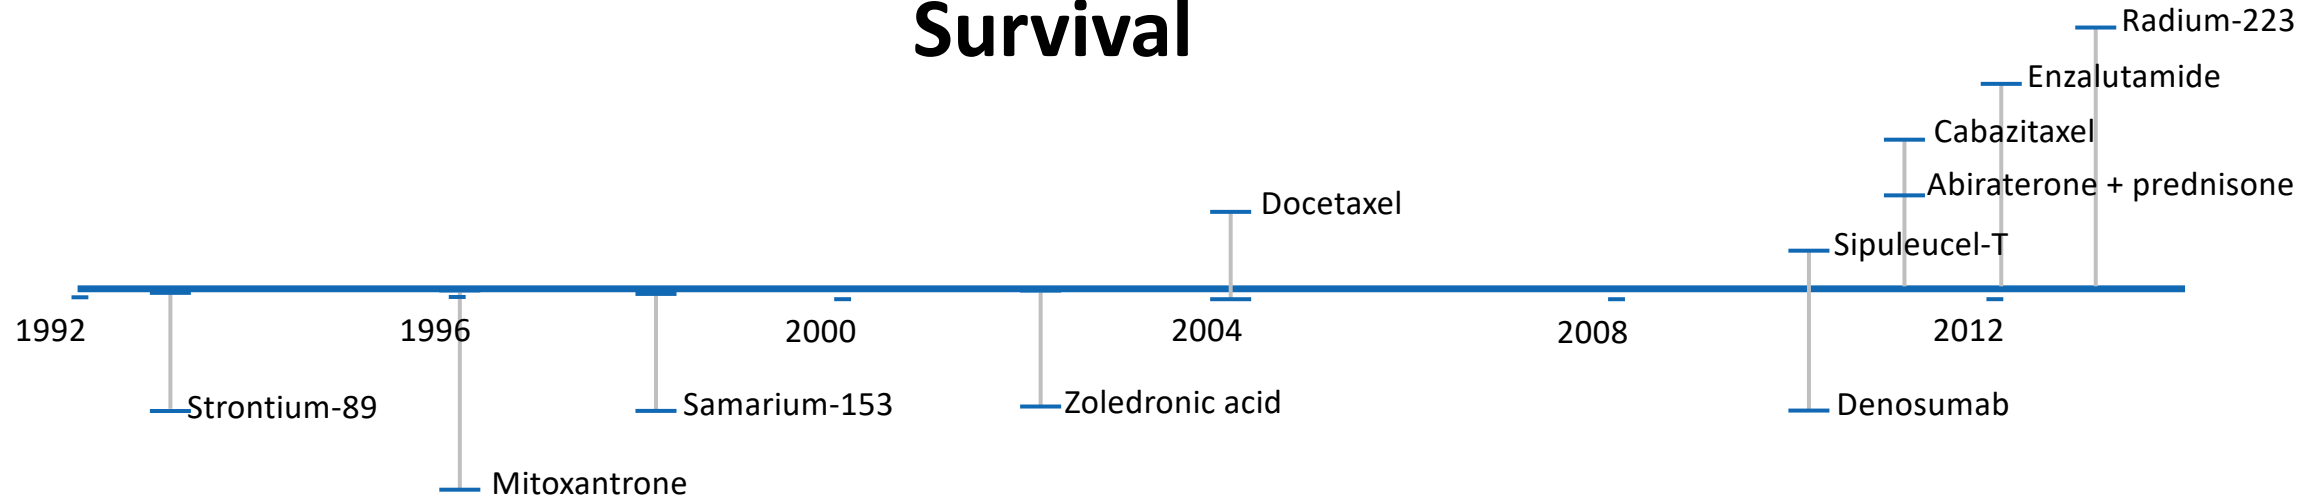 Survival
Radium-223
Enzalutamide
Cabazitaxel
Abiraterone + prednisone
Docetaxel
Sipuleucel-T
1992 1996 2000 2004 2008 2012
Strontium-89 Samarium-153 Zoledronic acid Denosumab
Mitoxantrone